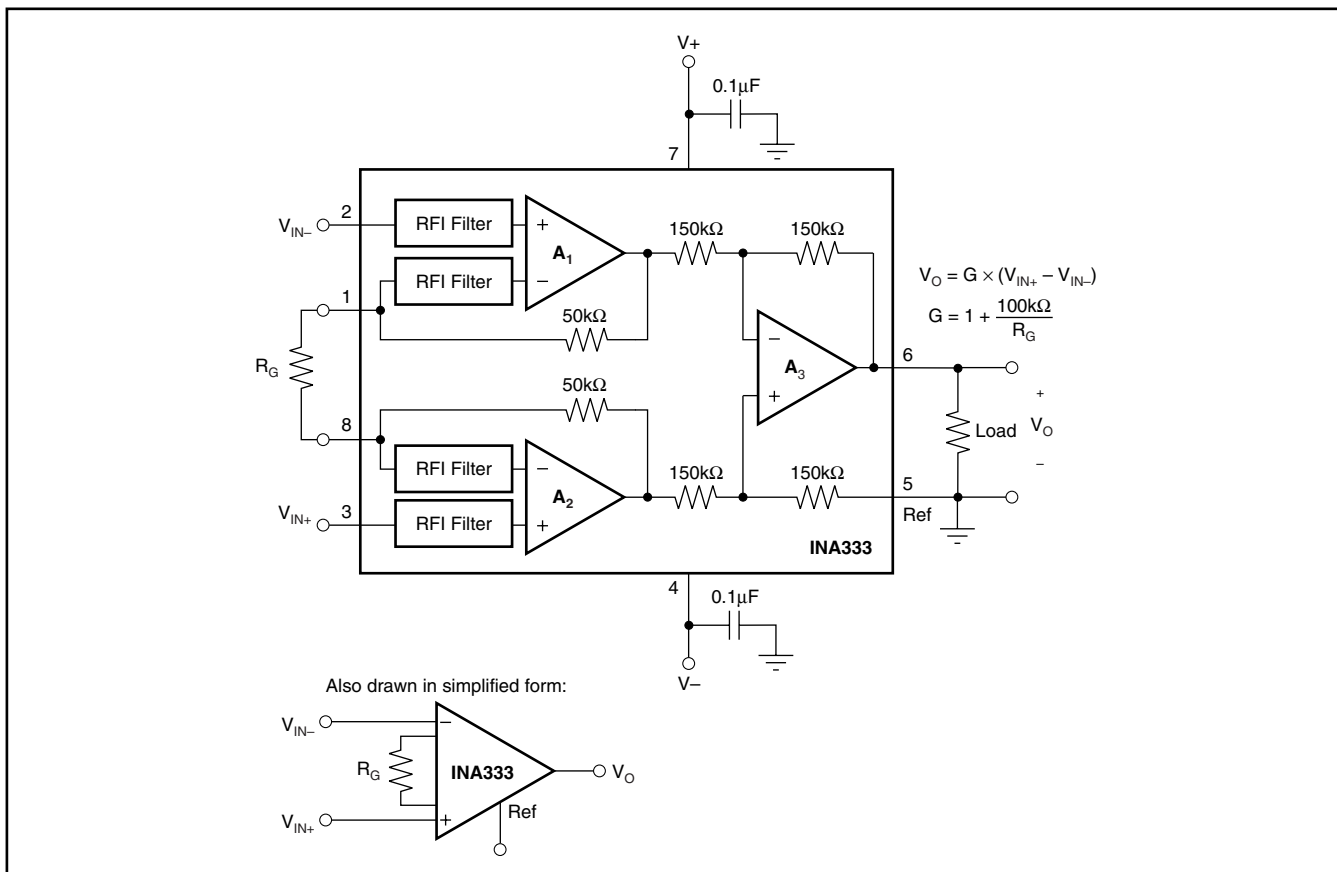 V+
0.1µF
7
2
V_IN–
RFI Filter
+
A₁
RFI Filter
–
150kΩ
150kΩ
V_O = G × (V_IN+ – V_IN–)
G = 1 + 100kΩ
R_G
1
50kΩ
R_G
–
A₃
+
6
+
Load
V_O
–
50kΩ
8
RFI Filter
–
A₂
150kΩ
150kΩ
5
Ref
3
V_IN+
RFI Filter
+
INA333
4
0.1µF
V–
Also drawn in simplified form:
V_IN–
–
R_G
INA333
V_O
Ref
V_IN+
+